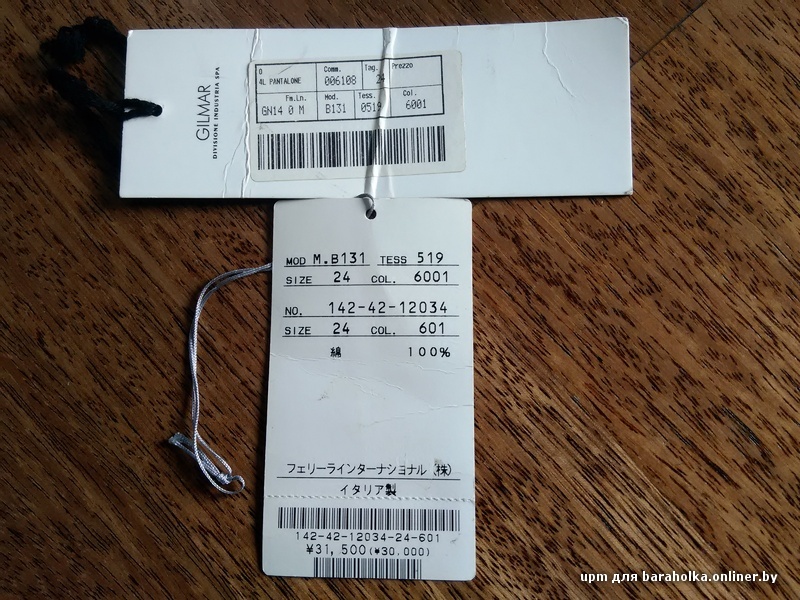 GILMAR
DIVISIONE INDUSTRIA SPA
0 Comm. Tag. Prezzo
4L PANTALONE 006108 24
Fm.in. Mod. Tess. Col.
GN14 0 M B131 0519 6001
MOD M.B131 TESS 519
SIZE 24 COL. 6001
NO. 142-42-12034
SIZE 24 COL. 601
綿 100%
フェリーラインターナショナル (株)
イタリア製
142-42-12034-24-601
¥31,500(¥30.000)
upm для baraholka.onliner.by